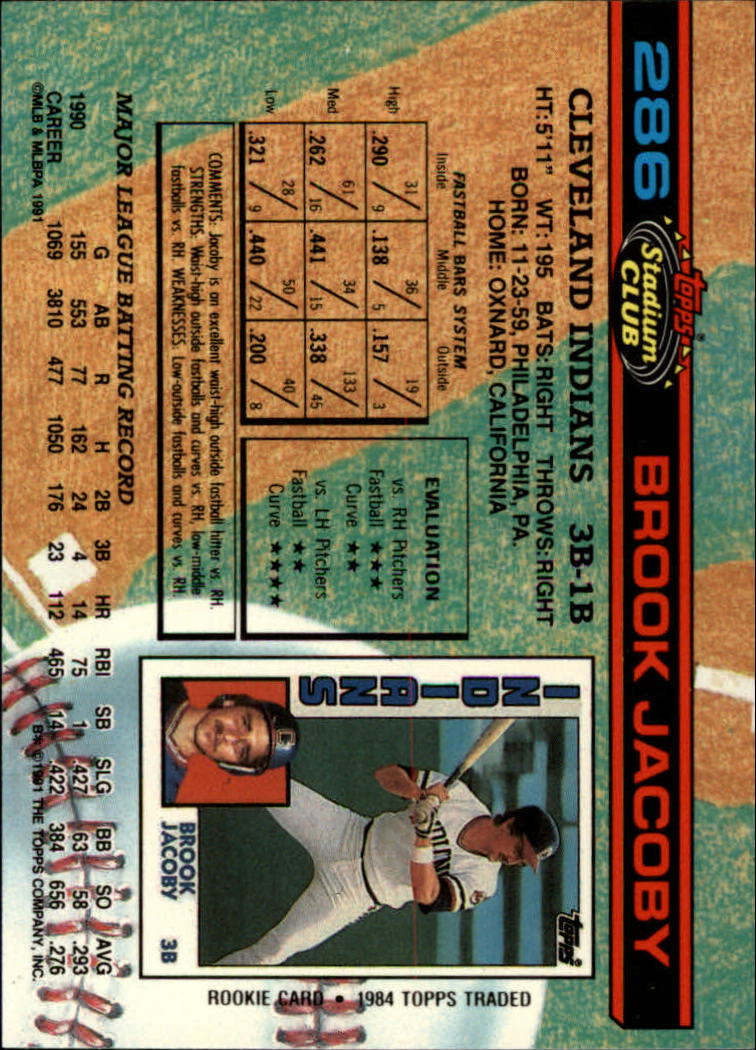 286
topps®
Stadium
CLUB
BROOK JACOBY
CLEVELAND INDIANS 3B-1B
HT:5'11" WT:195 BATS:RIGHT THROWS:RIGHT
BORN: 11-23-59, PHILADELPHIA, PA.
HOME: OXNARD, CALIFORNIA
FASTBALL BARS SYSTEM
Inside Middle Outside
High .290 31/9 .138 36/5 .157 19/3
Med .262 61/16 .441 34/15 .338 133/45
Low .321 28/9 .440 50/22 .200 40/8
EVALUATION
vs. RH Pitchers
Fastball ★★★
Curve ★★
vs. LH Pitchers
Fastball ★★
Curve ★★★★
COMMENTS: Jacoby is an excellent waist-high outside fastball hitter vs. RH.
STRENGTHS: Waist-high outside fastballs and curves vs. RH, low-middle
fastballs vs. RH. WEAKNESSES: Low-outside fastballs and curves vs. RH.
INDIANS
topps®
BROOK
JACOBY 3B
ROOKIE CARD • 1984 TOPPS TRADED
MAJOR LEAGUE BATTING RECORD
G AB R H 2B 3B HR RBI SB SLG BB SO AVG
1990 155 553 77 162 24 4 14 75 1 .427 63 58 .293
CAREER 1069 3810 477 1050 176 23 112 465 14 .422 384 656 .276
©MLB & MLBPA 1991
B* ©1991 THE TOPPS COMPANY, INC.